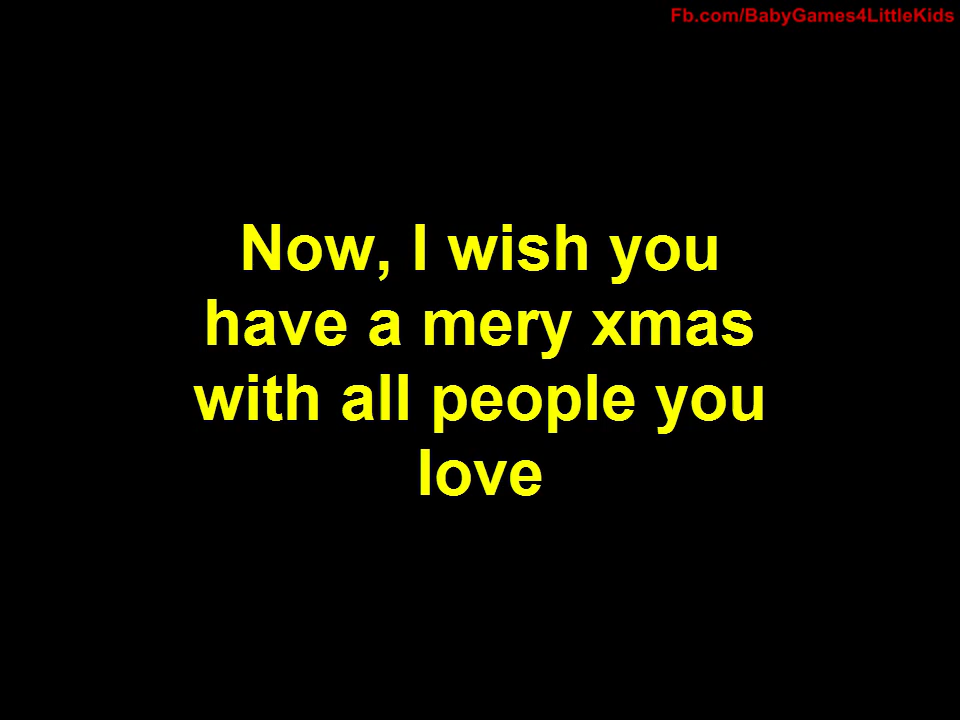 Fb.com/BabyGames4LittleKids
Now, I wish you
have a mery xmas
with all people you
love